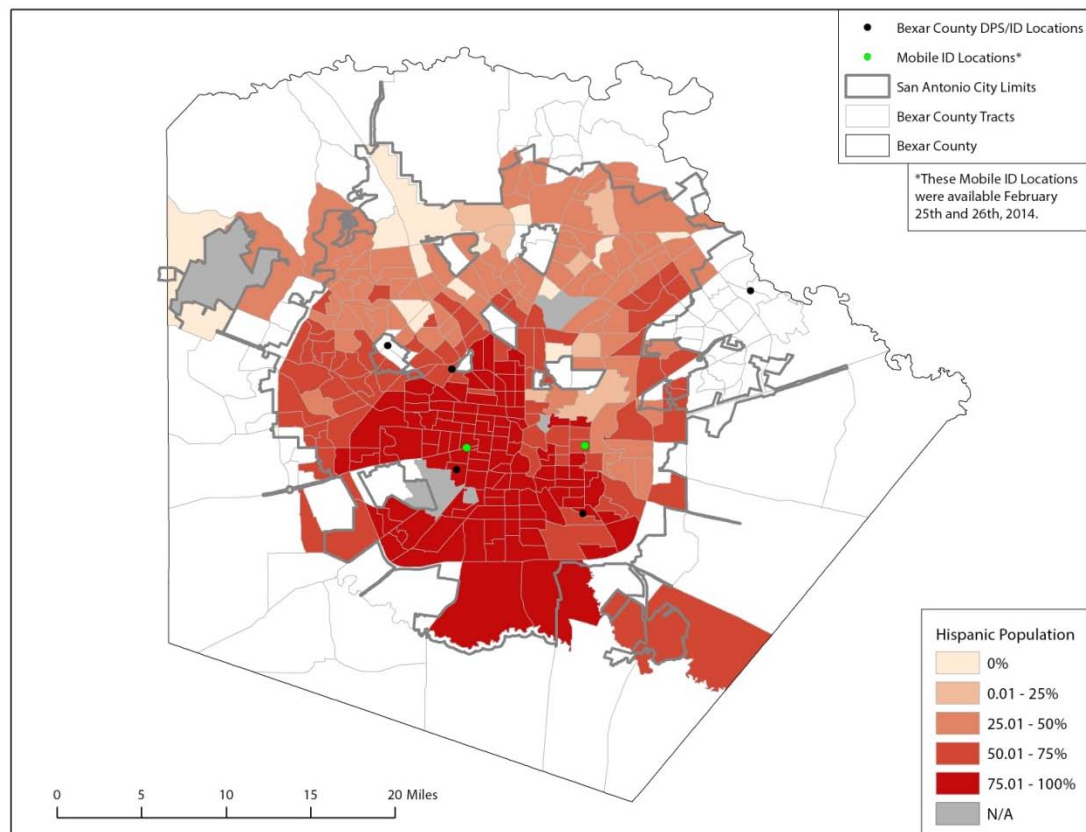 Bexar County DPS/ID Locations
Mobile ID Locations*
San Antonio City Limits
Bexar County Tracts
Bexar County
*These Mobile ID Locations
were available February
25th and 26th, 2014.
Hispanic Population
0%
0.01 - 25%
25.01 - 50%
50.01 - 75%
75.01 - 100%
N/A
0 5 10 15 20 Miles